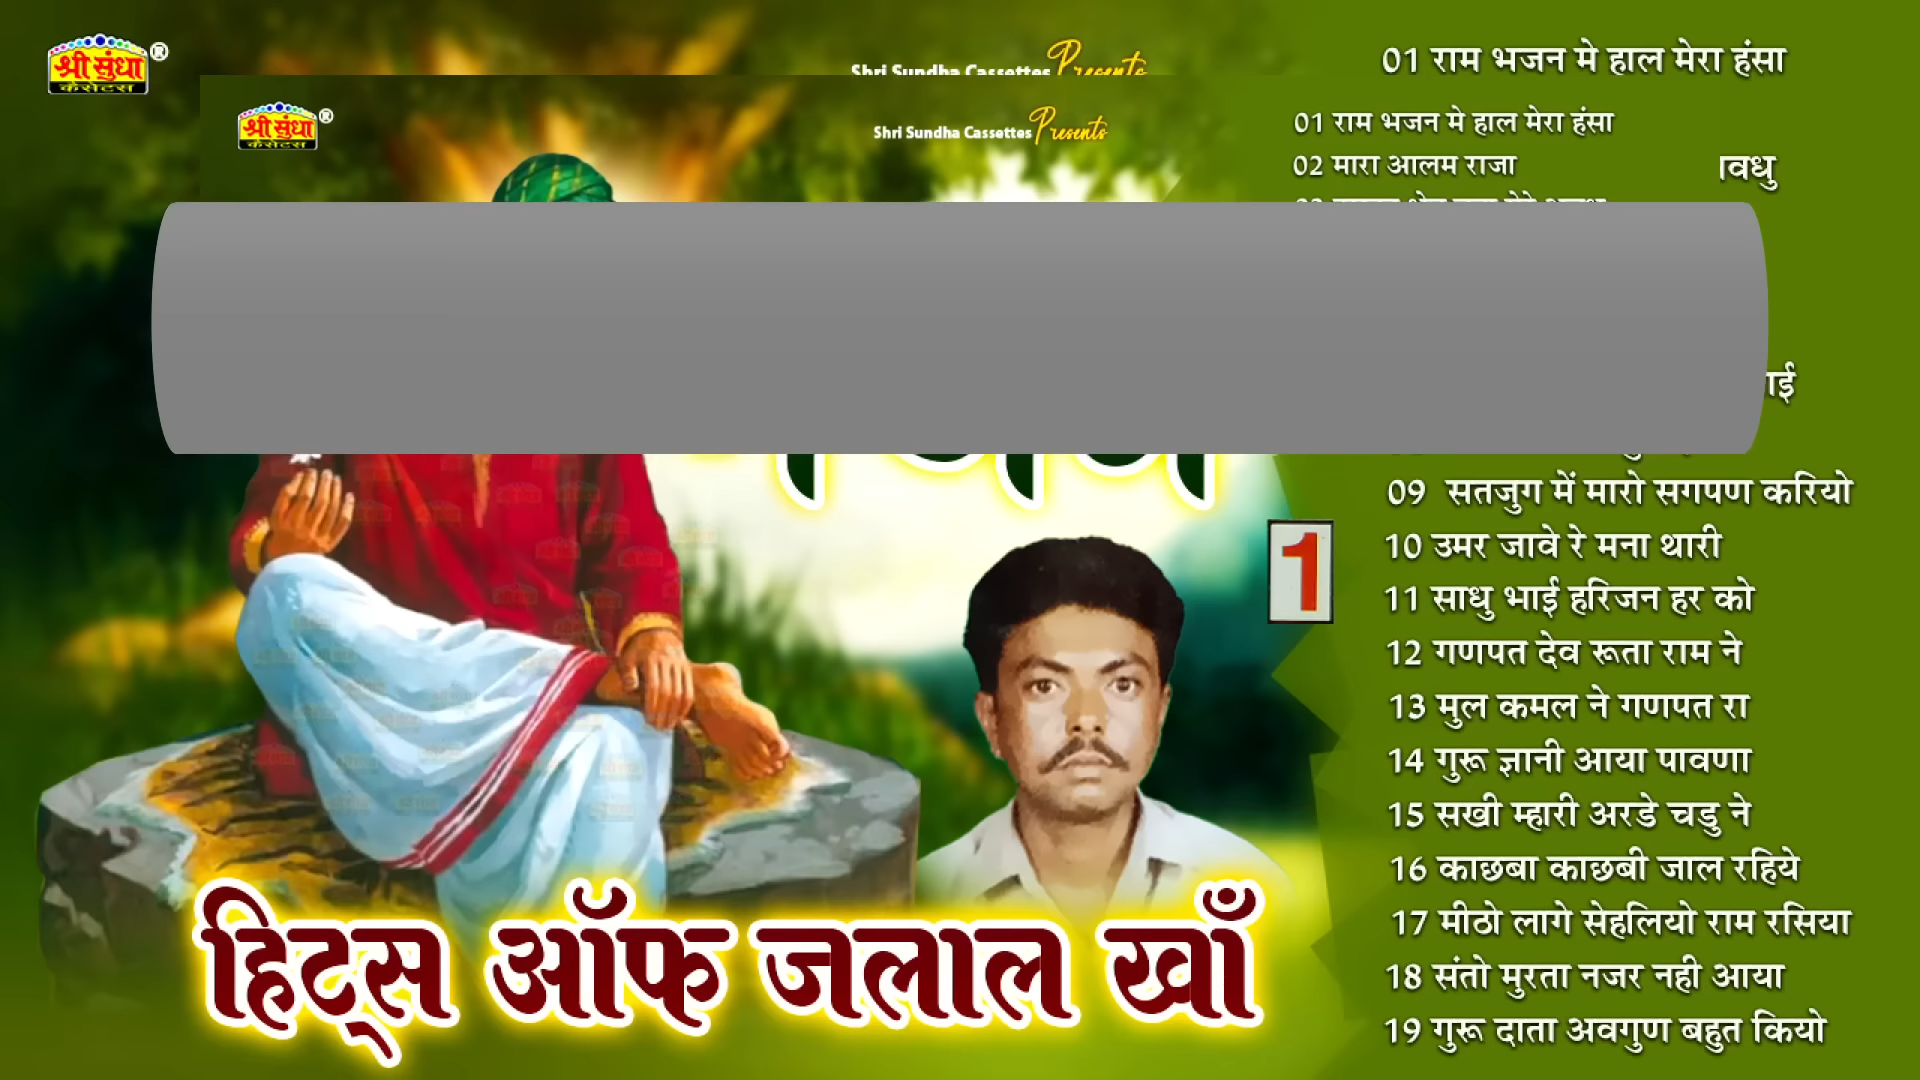 श्री सुंधा
कैसेटस
®
Shri Sundha Cassettes Presents
01 राम भजन मे हाल मेरा हंसा
श्री सुंधा
कैसेटस
®
Shri Sundha Cassettes Presents
01 राम भजन मे हाल मेरा हंसा
02 मारा आलम राजा
09 सतजुग में मारो सगपण करियो
1
10 उमर जावे रे मना थारी
11 साधु भाई हरिजन हर को
12 गणपत देव रूता राम ने
13 मुल कमल ने गणपत रा
14 गुरू ज्ञानी आया पावणा
15 सखी म्हारी अरडे चडु ने
16 काछबा काछबी जाल रहिये
17 मीठो लागे सेहलियो राम रसिया
18 संतो मुरता नजर नही आया
19 गुरू दाता अवगुण बहुत कियो
हिट्स ऑफ जलाल खाँ